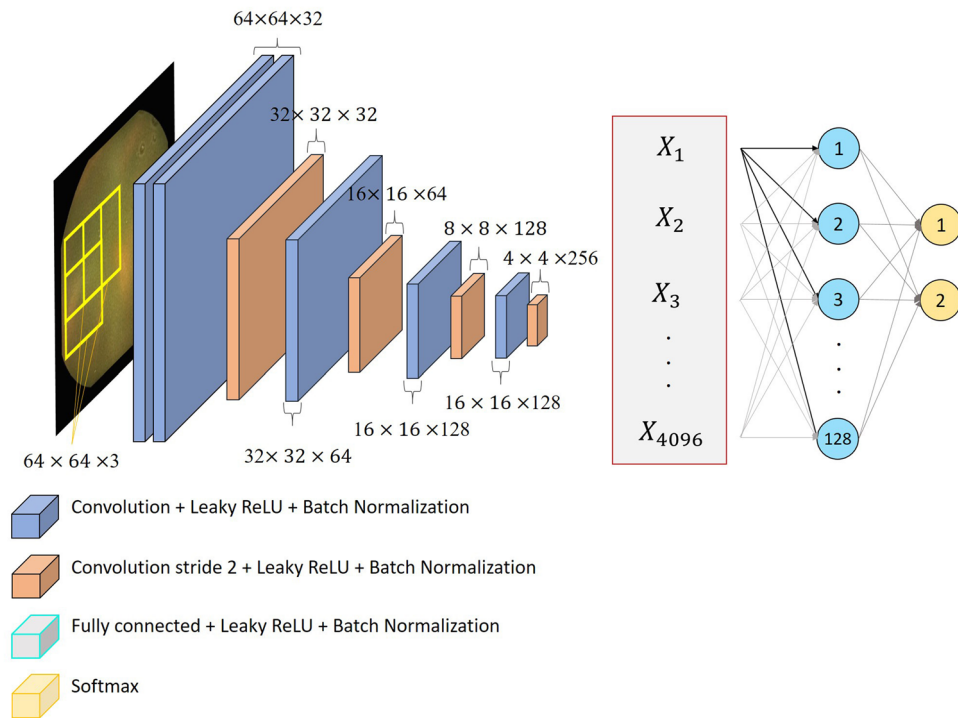 64×64×32
32× 32 × 32
16× 16 ×64
8 × 8 × 128
4 × 4 ×256
64 × 64 ×3
32× 32 × 64
16 × 16 ×128
16 × 16 ×128
X1
X2
X3
X4096
1
2
3
128
1
2
Convolution + Leaky ReLU + Batch Normalization
Convolution stride 2 + Leaky ReLU + Batch Normalization
Fully connected + Leaky ReLU + Batch Normalization
Softmax